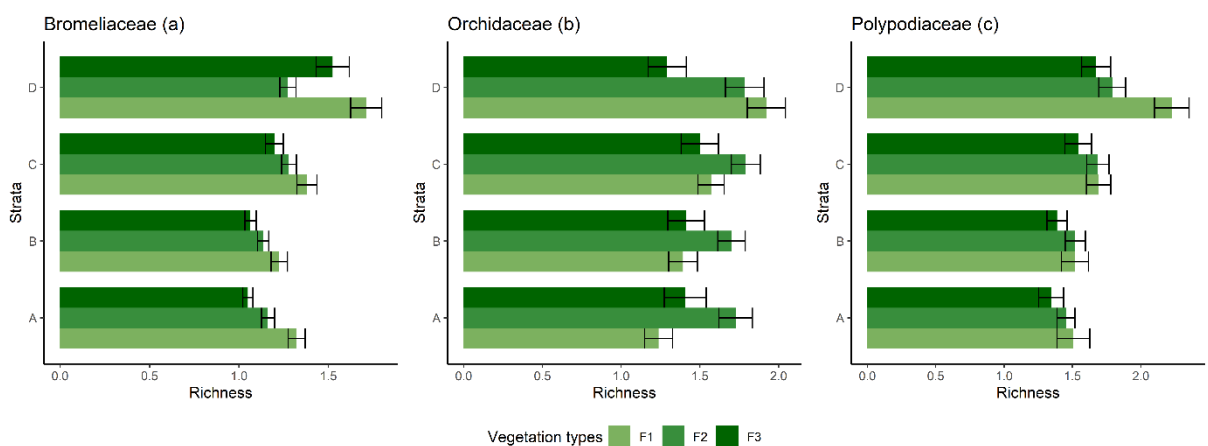 Bromeliaceae (a)
Strata
D
C
B
A
0.0 0.5 1.0 1.5
Richness
Orchidaceae (b)
Strata
D
C
B
A
0.0 0.5 1.0 1.5 2.0
Richness
Polypodiaceae (c)
Strata
D
C
B
A
0.0 0.5 1.0 1.5 2.0
Richness
Vegetation types F1 F2 F3